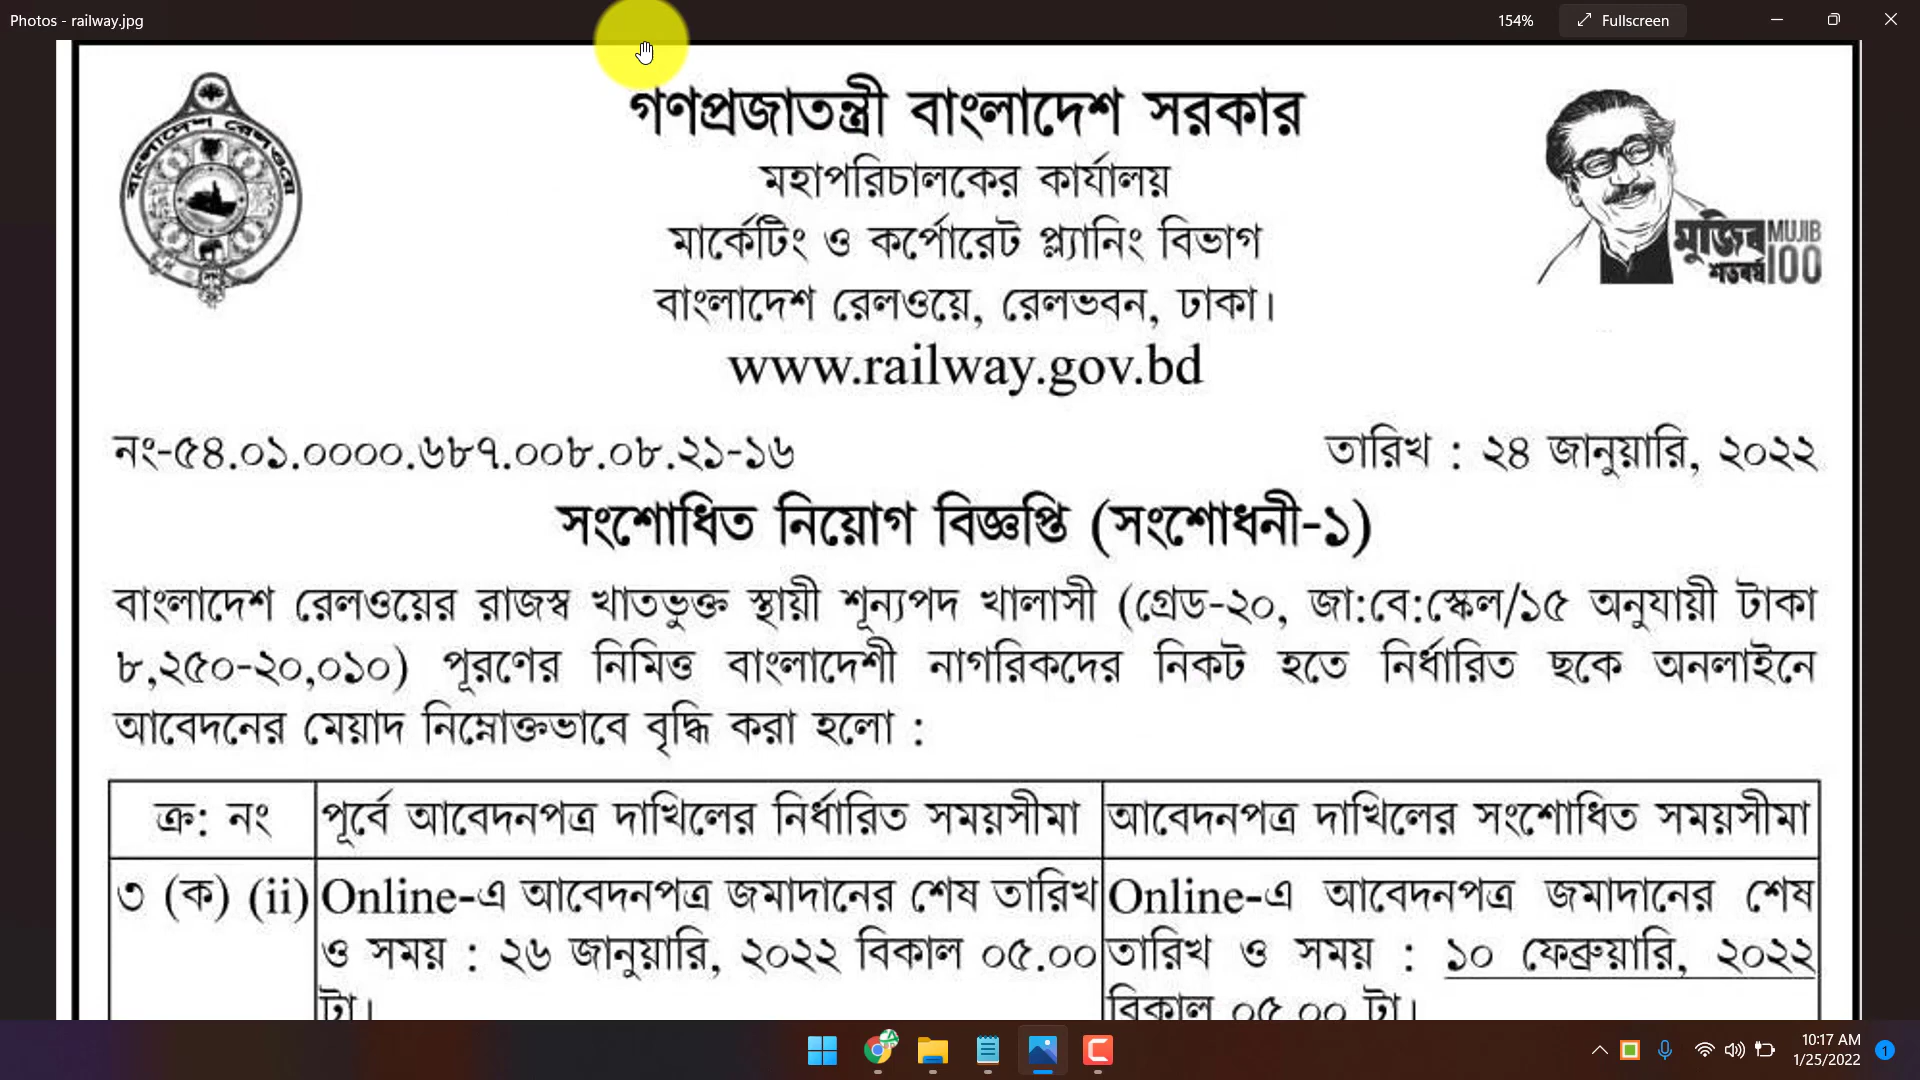 Photos - railway.jpg
154%
Fullscreen
বাংলাদেশ রেলওয়ে
গণপ্রজাতন্ত্রী বাংলাদেশ সরকার
মহাপরিচালকের কার্যালয়
মার্কেটিং ও কর্পোরেট প্ল্যানিং বিভাগ
বাংলাদেশ রেলওয়ে, রেলভবন, ঢাকা।
www.railway.gov.bd
মুজিব MUJIB
শতবর্ষ 100
নং-৫৪.০১.০০০০.৬৮৭.০০৮.০৮.২১-১৬
তারিখ : ২৪ জানুয়ারি, ২০২২
সংশোধিত নিয়োগ বিজ্ঞপ্তি (সংশোধনী-১)
বাংলাদেশ রেলওয়ের রাজস্ব খাতভুক্ত স্থায়ী শূন্যপদ খালাসী (গ্রেড-২০, জা:বে:স্কেল/১৫ অনুযায়ী টাকা
৮,২৫০-২০,০১০) পূরণের নিমিত্ত বাংলাদেশী নাগরিকদের নিকট হতে নির্ধারিত ছকে অনলাইনে
আবেদনের মেয়াদ নিম্নোক্তভাবে বৃদ্ধি করা হলো :
ক্র: নং
পূর্বে আবেদনপত্র দাখিলের নির্ধারিত সময়সীমা
আবেদনপত্র দাখিলের সংশোধিত সময়সীমা
৩ (ক) (ii)
Online-এ আবেদনপত্র জমাদানের শেষ তারিখ
ও সময় : ২৬ জানুয়ারি, ২০২২ বিকাল ০৫.০০
টা।
Online-এ আবেদনপত্র জমাদানের শেষ
তারিখ ও সময় : ১০ ফেব্রুয়ারি, ২০২২
বিকাল ০৫.০০ টা।
10:17 AM
1/25/2022
1